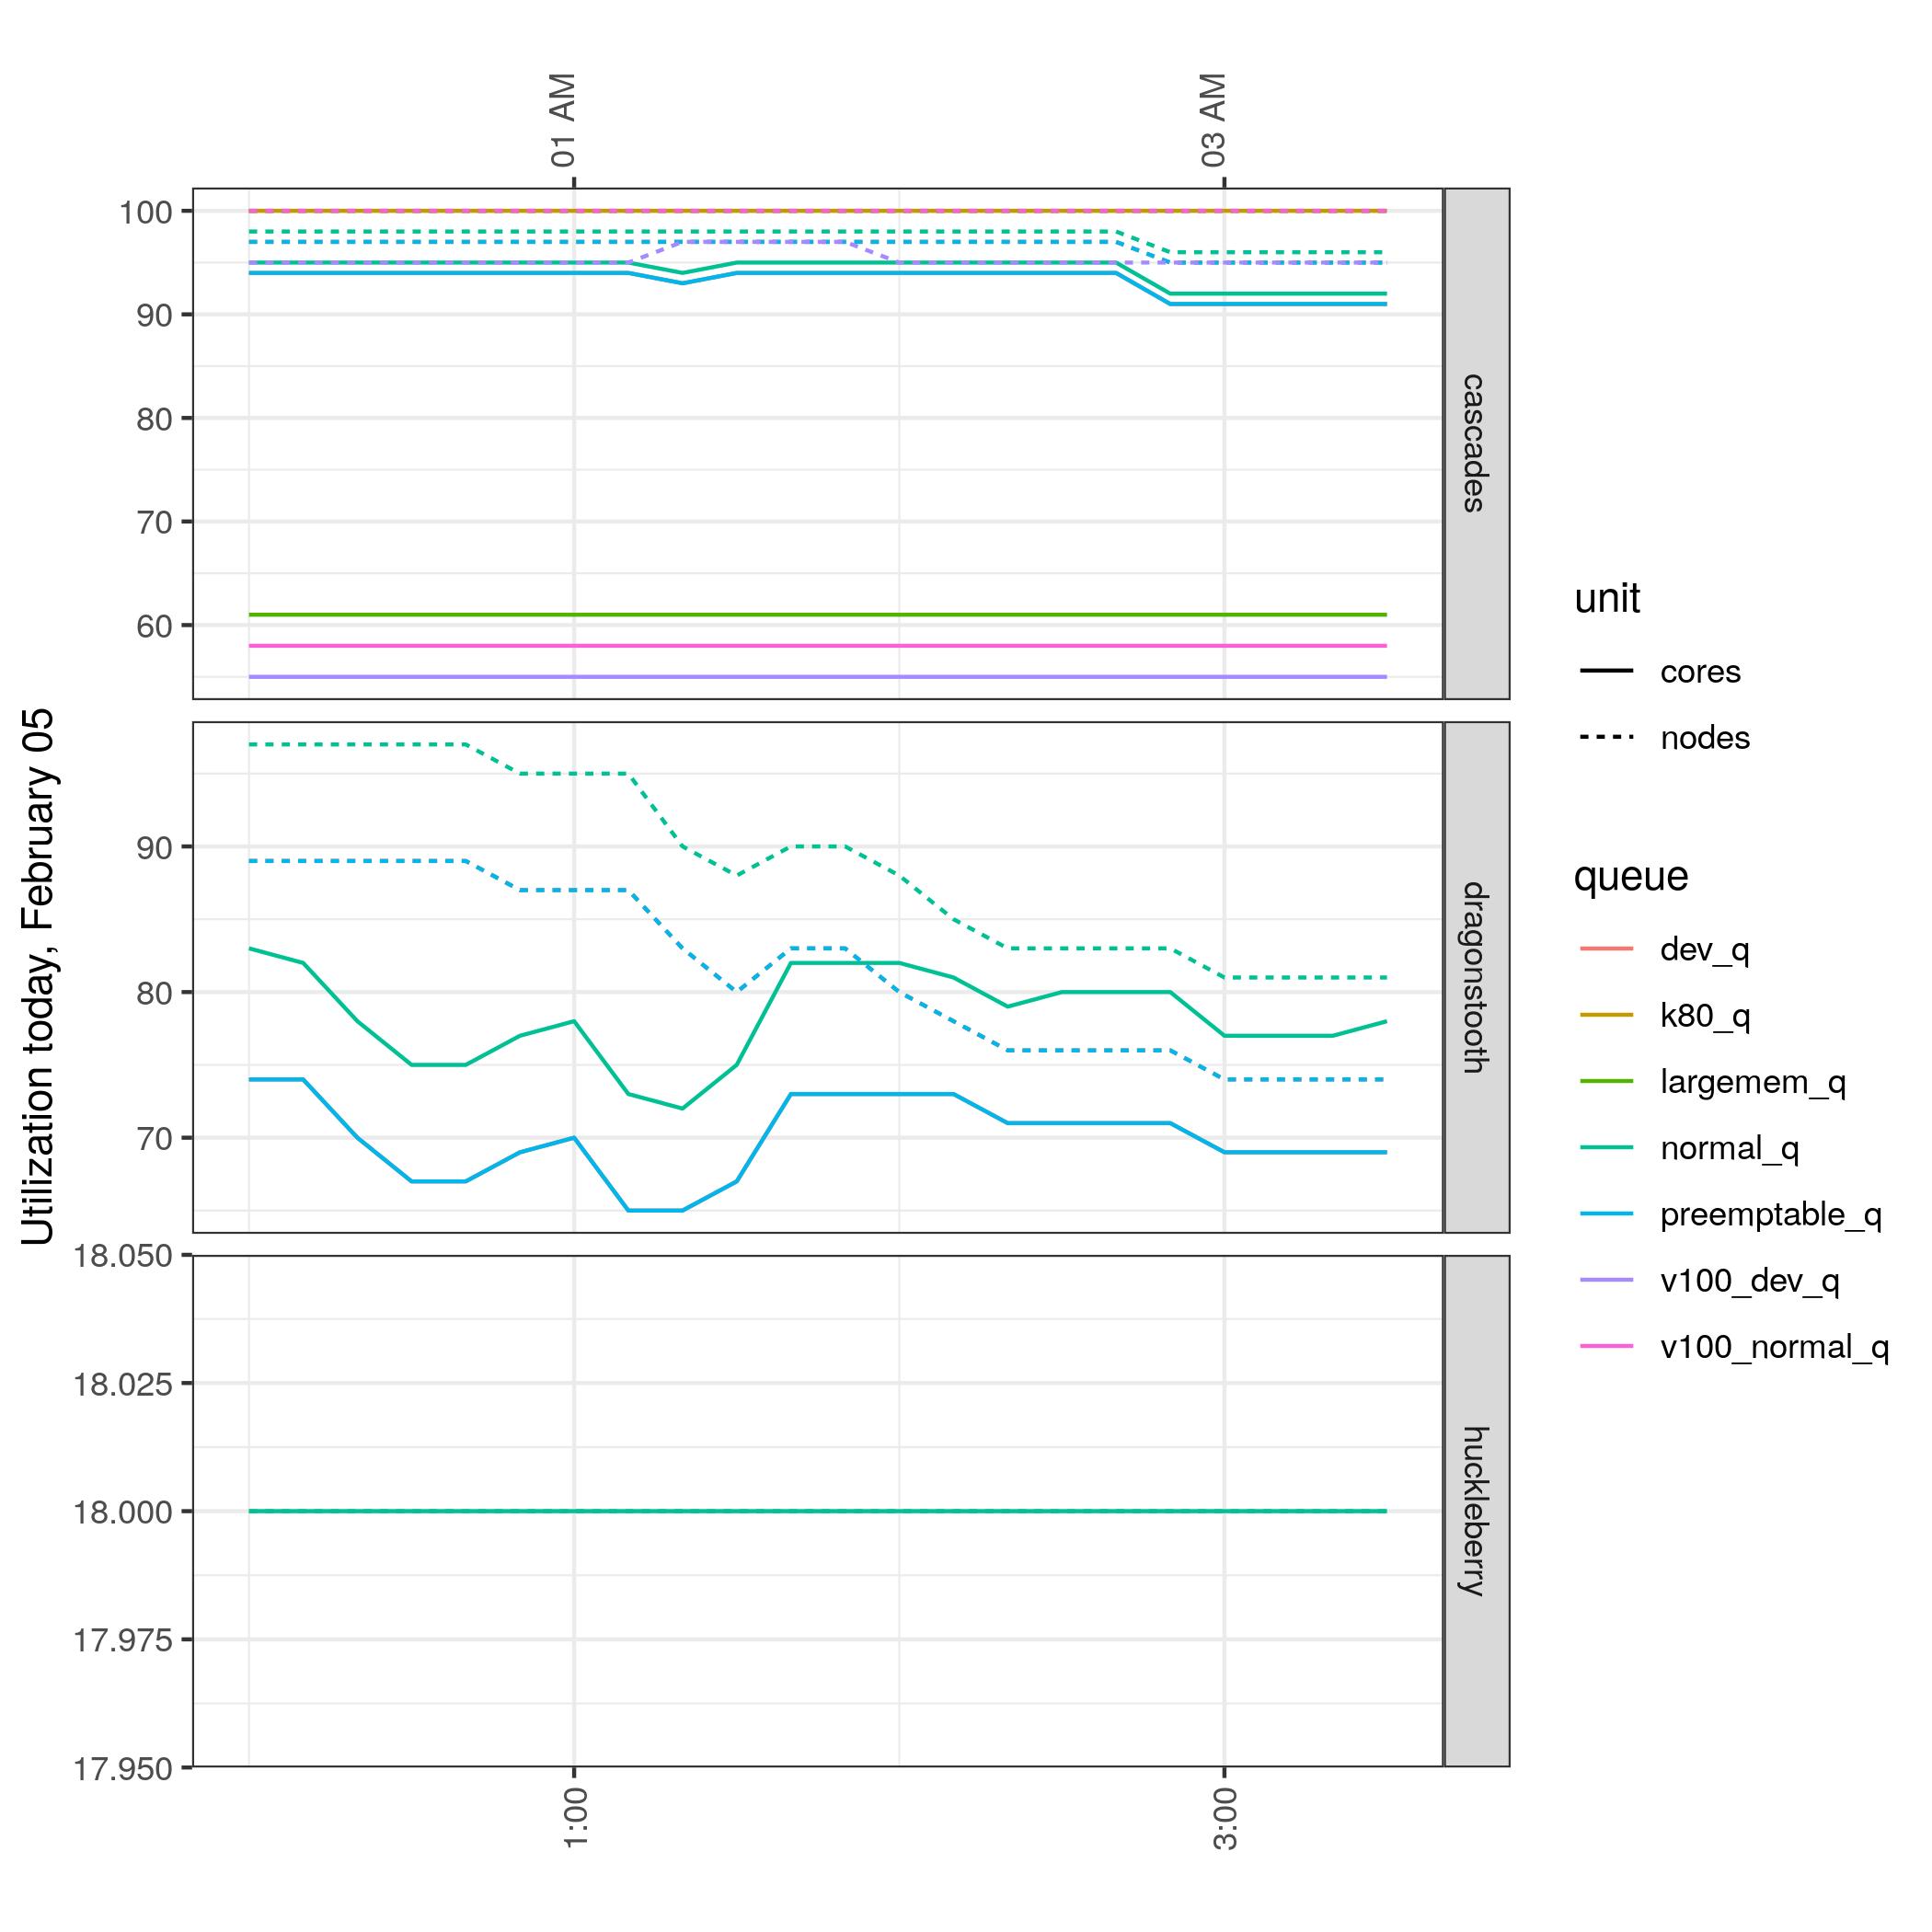 01 AM
03 AM
100
90
80
70
60
cascades
90
80
70
dragonstooth
18.050
18.025
18.000
17.975
17.950
huckleberry
1:00
3:00
Utilization today, February 05
unit
cores
nodes
queue
dev_q
k80_q
largemem_q
normal_q
preemptable_q
v100_dev_q
v100_normal_q